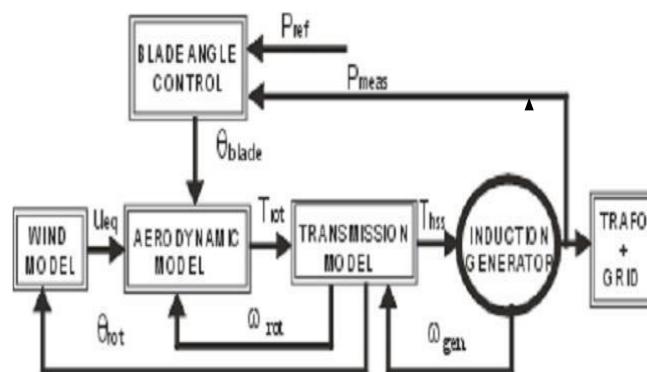 BLADE ANGLE
CONTROL
Pref
Pmeas
θblade
WIND
MODEL
ueq
AERODYNAMIC
MODEL
Trot
TRANSMISSION
MODEL
Thss
INDUCTION
GENERATOR
TRAFO
+
GRID
θrot
ω rot
ωgen